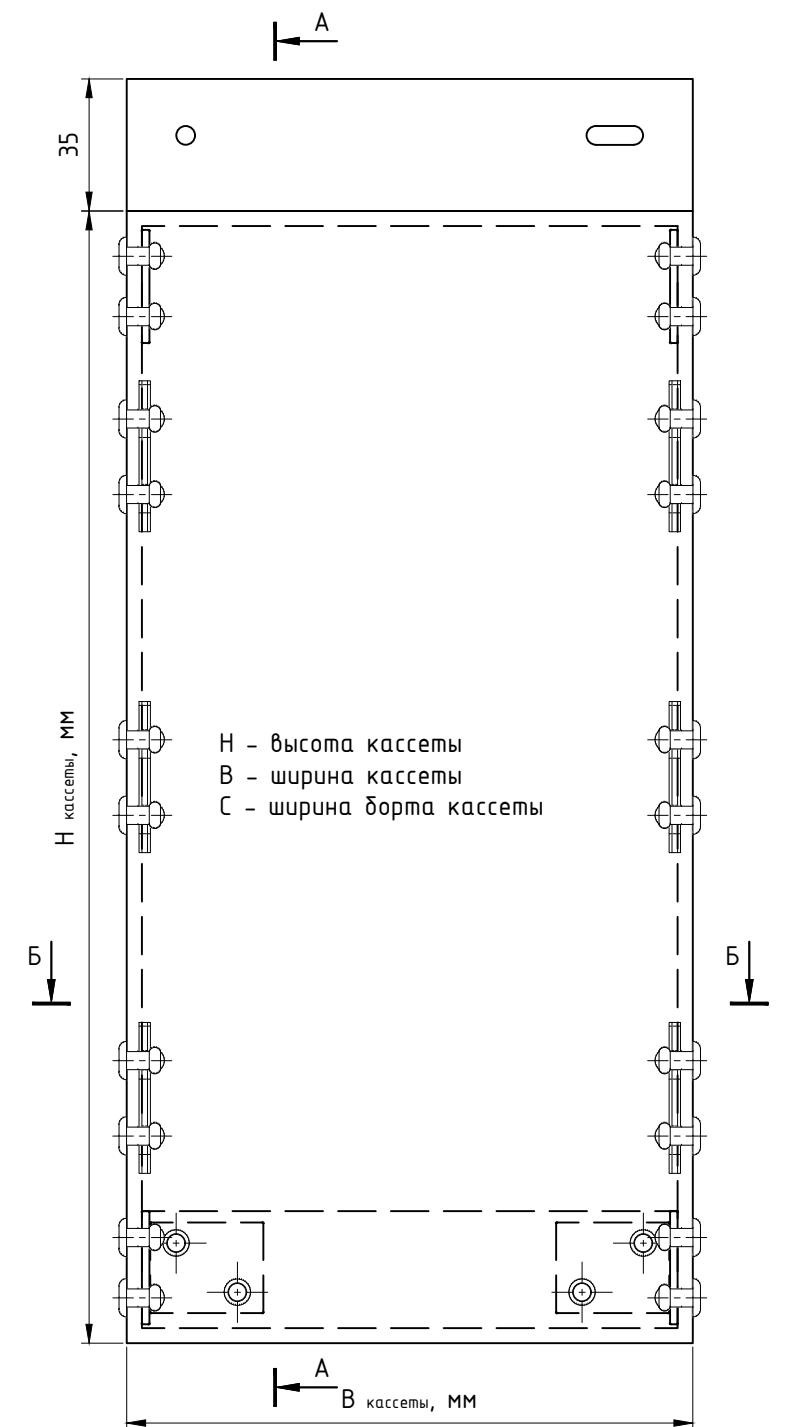 А
35
Н кассеты, мм
Н - высота кассеты
В - ширина кассеты
С - ширина борта кассеты
Б
Б
А
В кассеты, мм